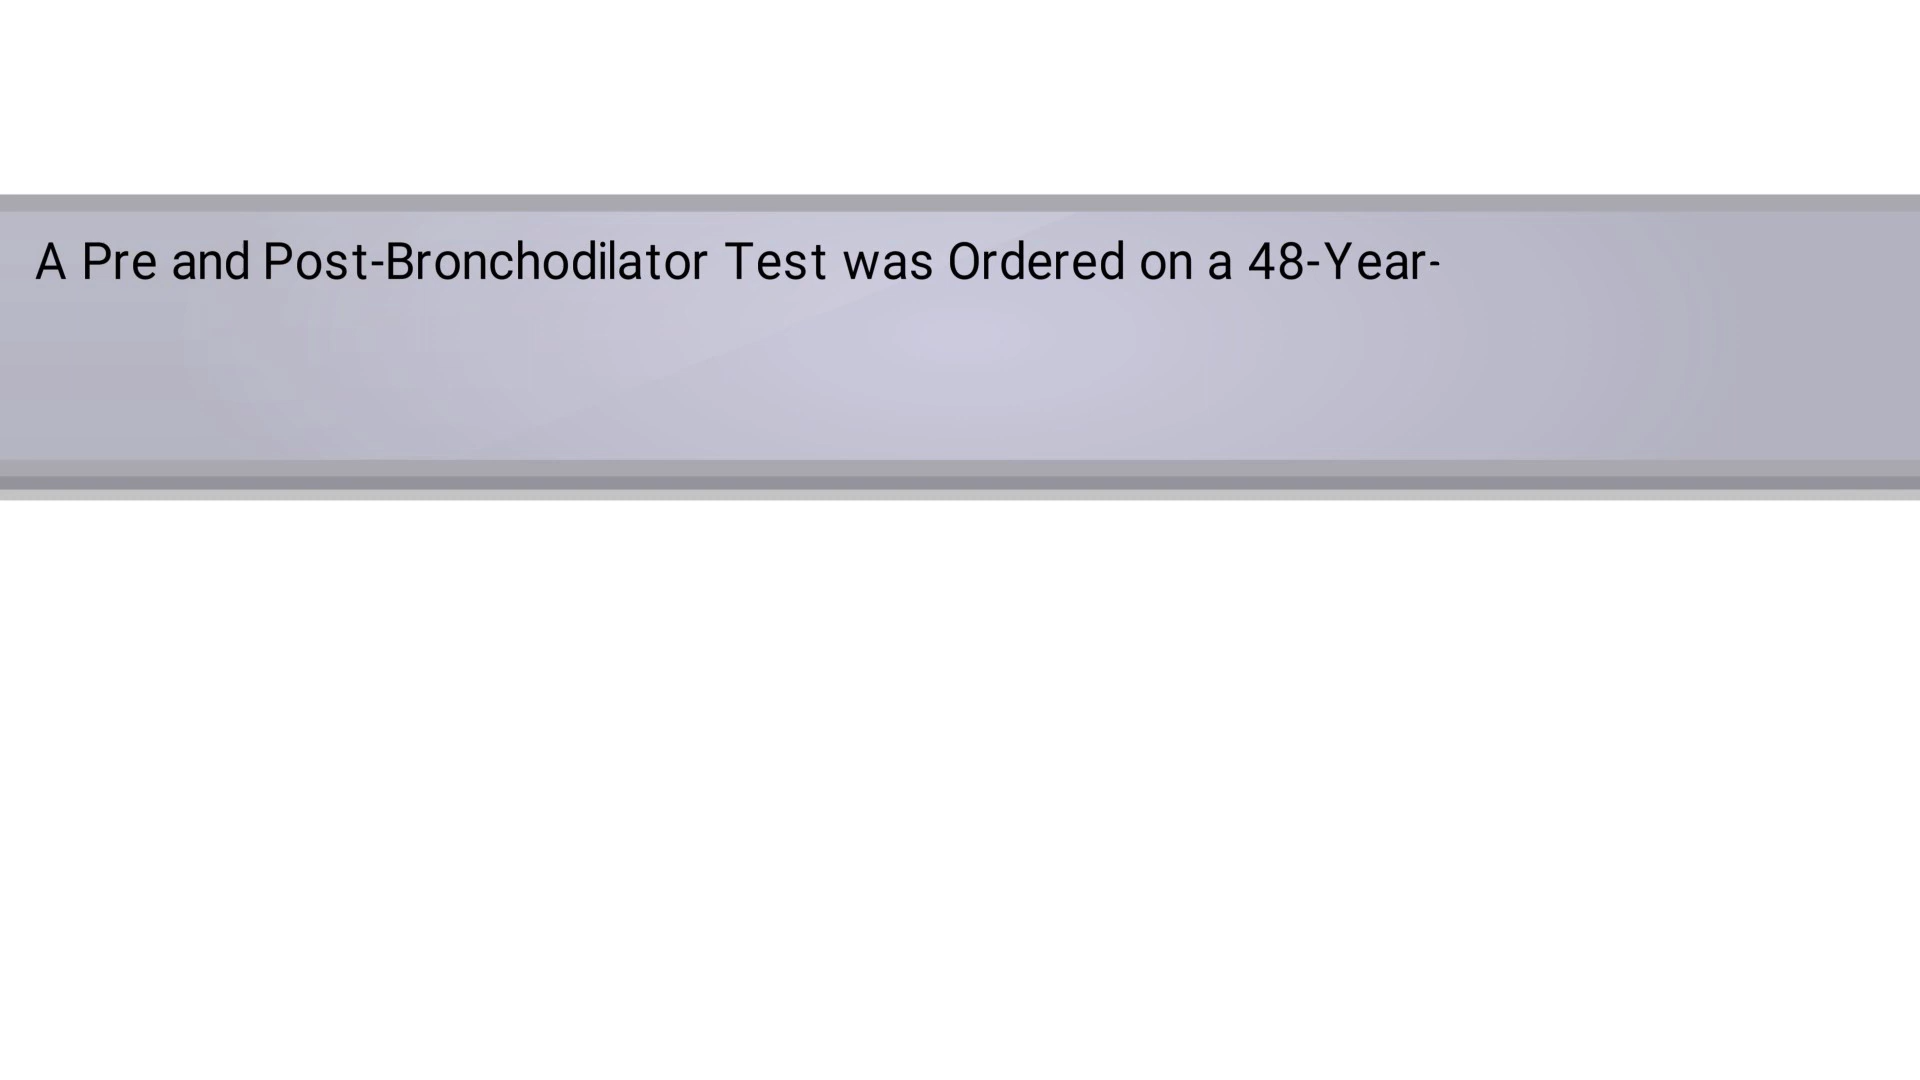 A Pre and Post-Bronchodilator Test was Ordered on a 48-Year-